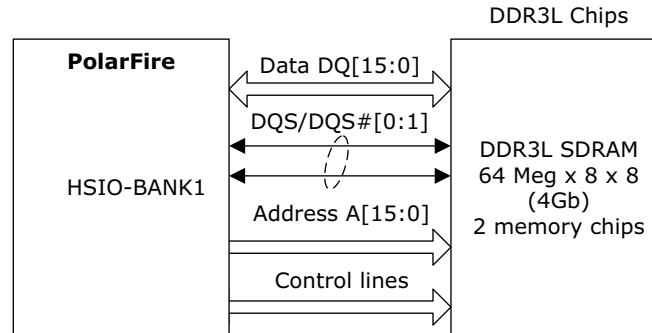 DDR3L Chips
PolarFire
Data DQ[15:0]
DQS/DQS#[0:1]
HSIO-BANK1
DDR3L SDRAM
64 Meg x 8 x 8
(4Gb)
2 memory chips
Address A[15:0]
Control lines